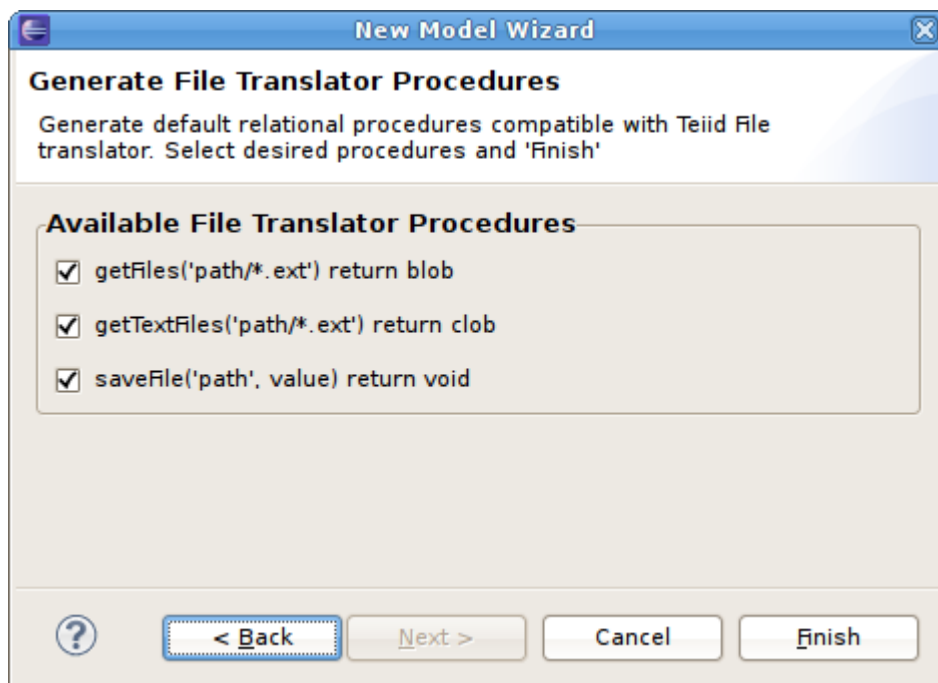 New Model Wizard
Generate File Translator Procedures
Generate default relational procedures compatible with Teiid File
translator. Select desired procedures and 'Finish'
Available File Translator Procedures
getFiles('path/*.ext') return blob
getTextFiles('path/*.ext') return clob
saveFile('path', value) return void
? < Back Next > Cancel Finish